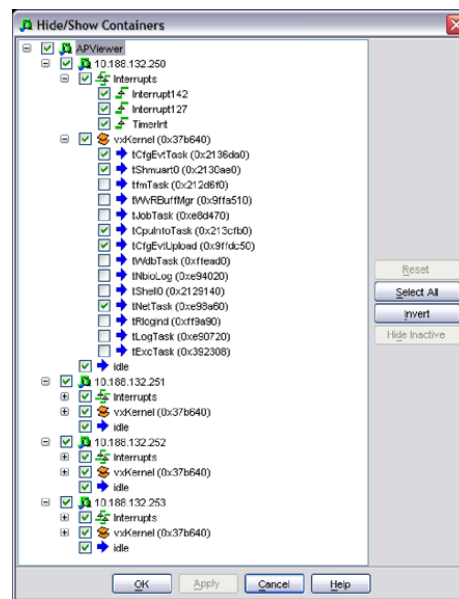 Hide/Show Containers
APViewer
10.188.132.250
Interrupts
Interrupt142
Interrupt127
TimerInt
vxKernel (0x37b640)
tCfgEvtTask (0x2136da0)
tShmuart0 (0x2130ae0)
tfmTask (0x212d6f0)
tWvRBuffMgr (0x9ffa510)
tJobTask (0xe8d470)
tCpuInfoTask (0x213cfb0)
tCfgEvtUpload (0x9ffdc50)
tWdbTask (0xffead0)
tNbioLog (0xe94020)
tShell0 (0x2129140)
tNetTask (0xe98a60)
tRlogind (0xff9a90)
tLogTask (0xe90720)
tExcTask (0x392308)
idle
10.188.132.251
Interrupts
vxKernel (0x37b640)
idle
10.188.132.252
Interrupts
vxKernel (0x37b640)
idle
10.188.132.253
Interrupts
vxKernel (0x37b640)
idle
Reset
Select All
Invert
Hide Inactive
OK Apply Cancel Help